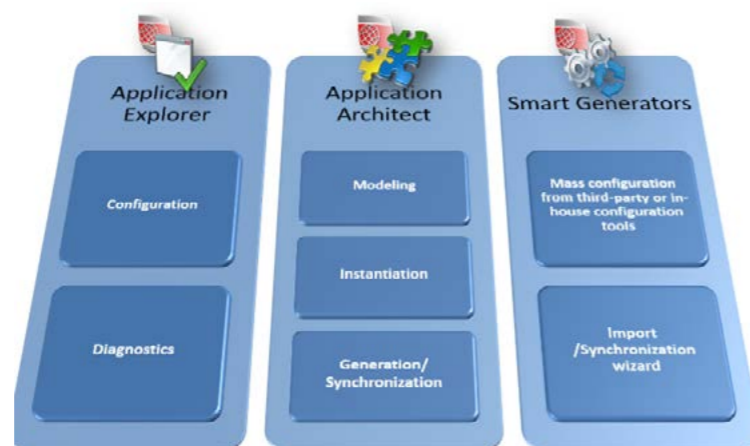 Application
Explorer
Configuration
Diagnostics
Application
Architect
Modeling
Instantiation
Generation/
Synchronization
Smart Generators
Mass configuration
from third-party or in-
house configuration
tools
Import
/Synchronization
wizard